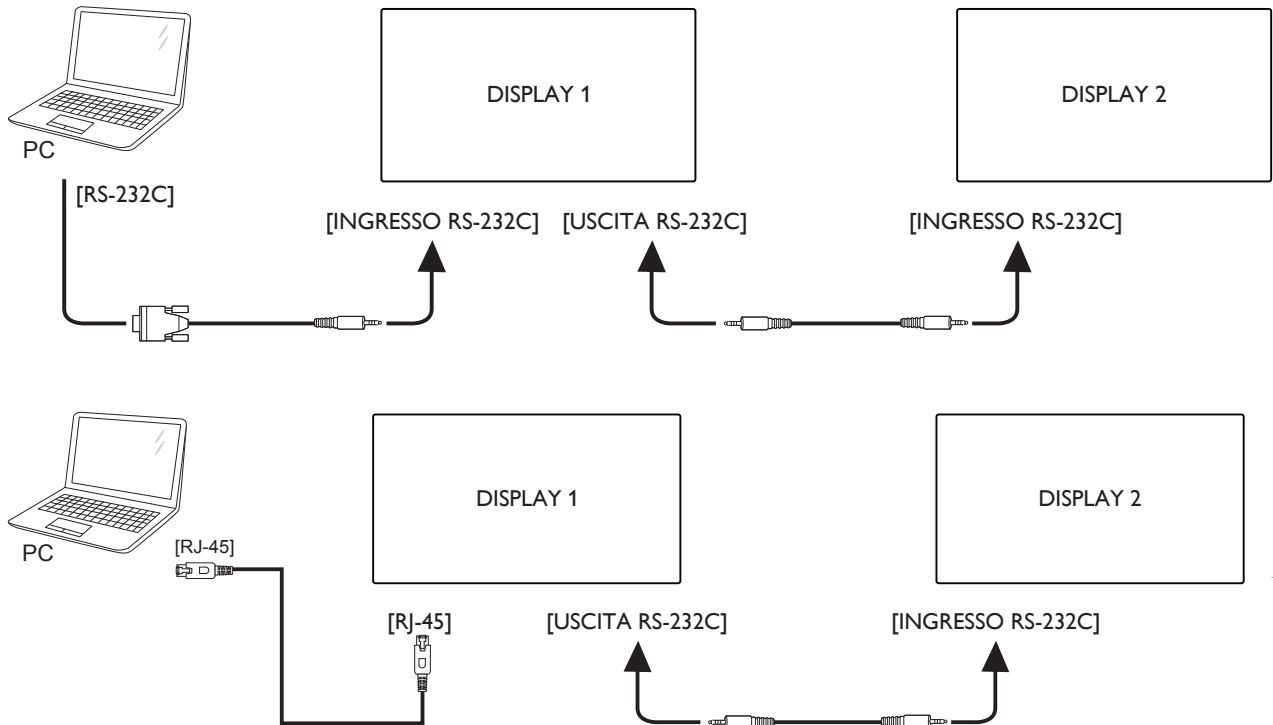 DISPLAY 1
DISPLAY 2
PC
[RS-232C]
[INGRESSO RS-232C]
[USCITA RS-232C]
[INGRESSO RS-232C]
DISPLAY 1
DISPLAY 2
PC
[RJ-45]
[RJ-45]
[USCITA RS-232C]
[INGRESSO RS-232C]